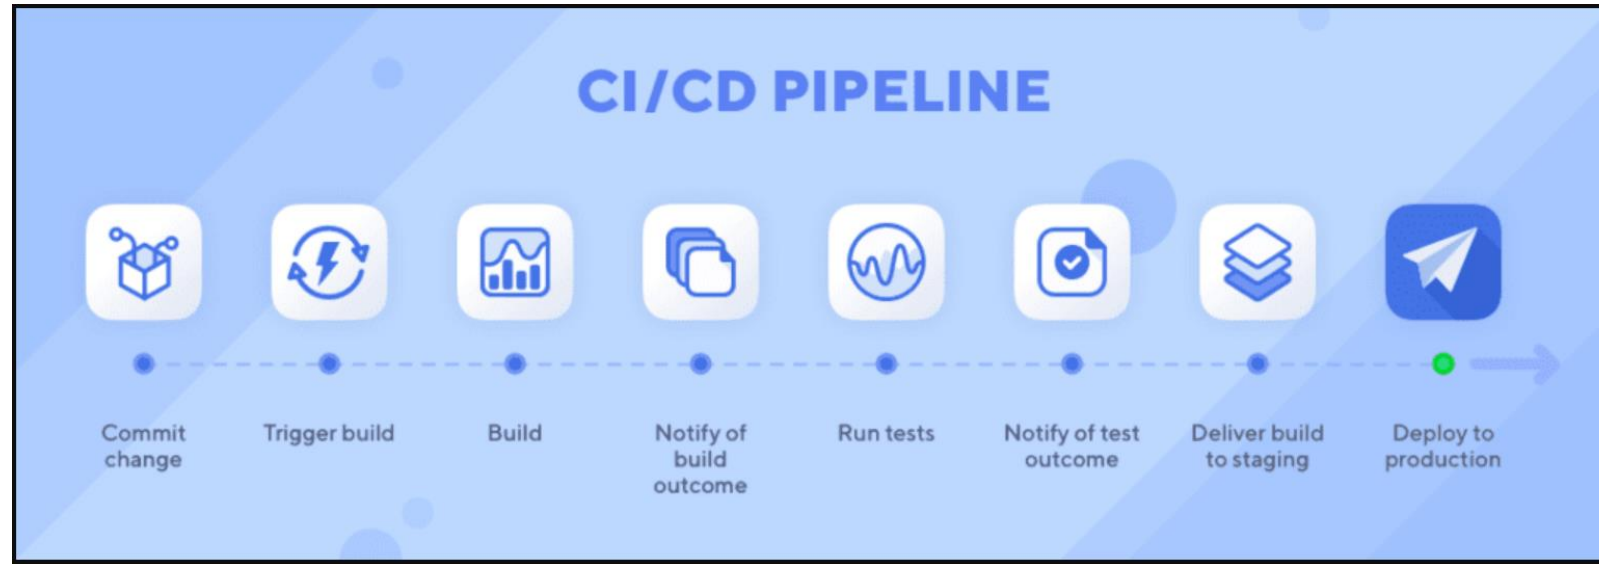 CI/CD PIPELINE
Commit
change
Trigger build
Build
Notify of
build
outcome
Run tests
Notify of test
outcome
Deliver build
to staging
Deploy to
production